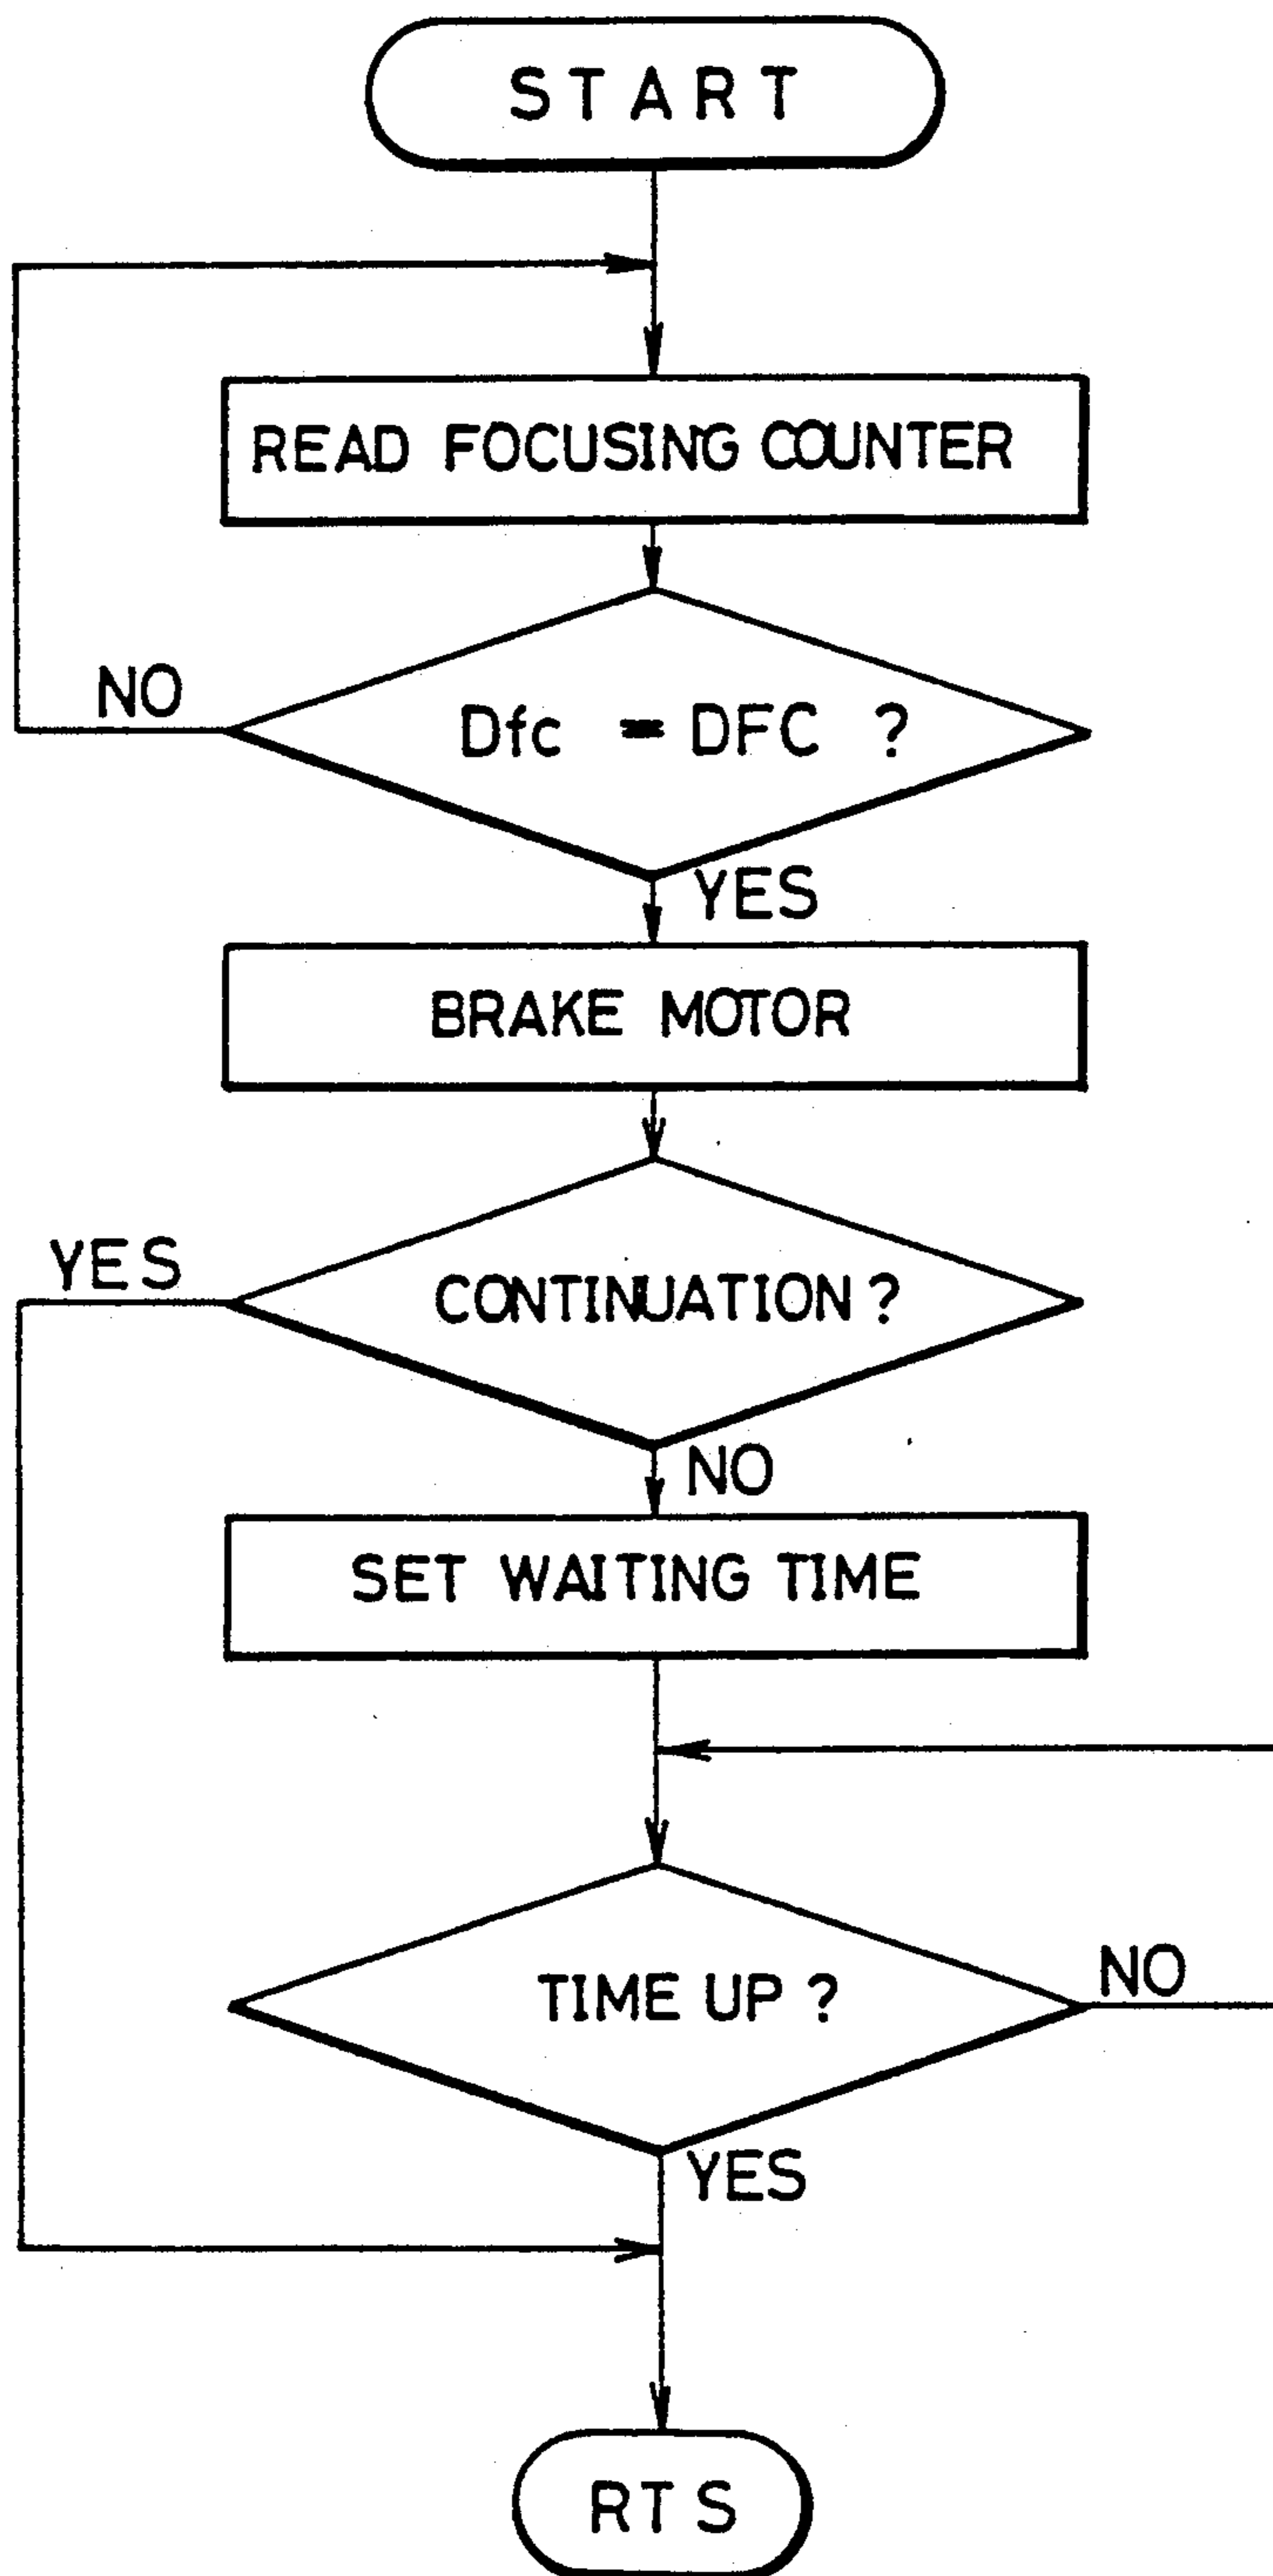 START
READ FOCUSING COUNTER
NO
Dfc = DFC ?
YES
BRAKE MOTOR
YES
CONTINUATION ?
NO
SET WAITING TIME
TIME UP ?
NO
YES
RTS